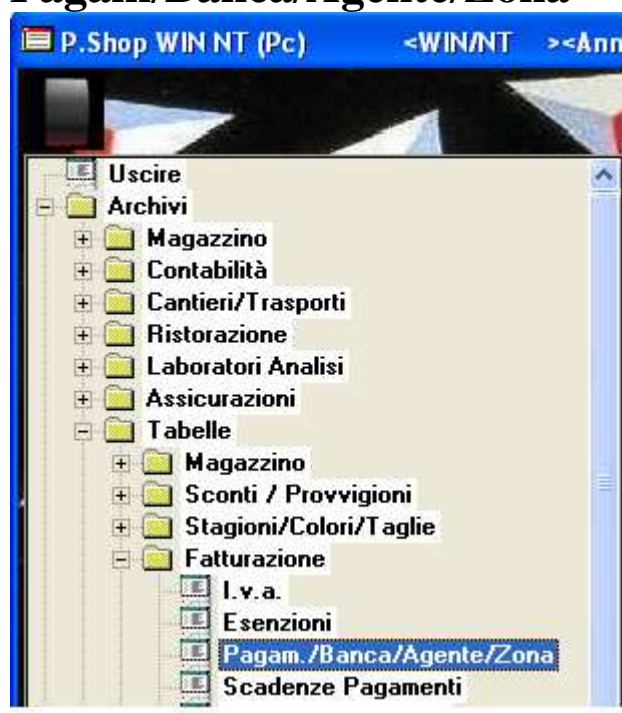 Pagam/Banca/Agente/Zona
P.Shop WIN NT (Pc) <WIN/NT ><Ann
Uscire
Archivi
Magazzino
Contabilità
Cantieri/Trasporti
Ristorazione
Laboratori Analisi
Assicurazioni
Tabelle
Magazzino
Sconti / Provvigioni
Stagioni/Colori/Taglie
Fatturazione
I.v.a.
Esenzioni
Pagam./Banca/Agente/Zona
Scadenze Pagamenti